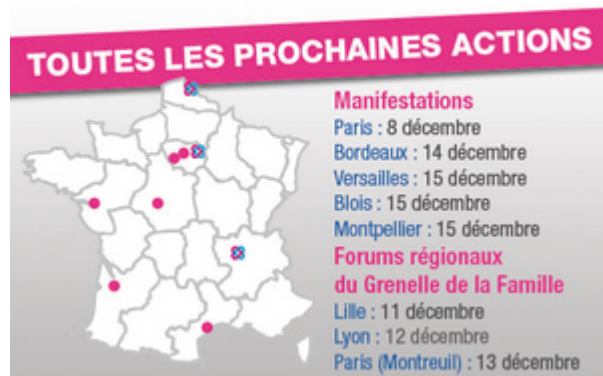 TOUTES LES PROCHAINES ACTIONS
Manifestations
Paris : 8 décembre
Bordeaux : 14 décembre
Versailles : 15 décembre
Blois : 15 décembre
Montpellier : 15 décembre
Forums régionaux
du Grenelle de la Famille
Lille : 11 décembre
Lyon : 12 décembre
Paris (Montreuil) : 13 décembre